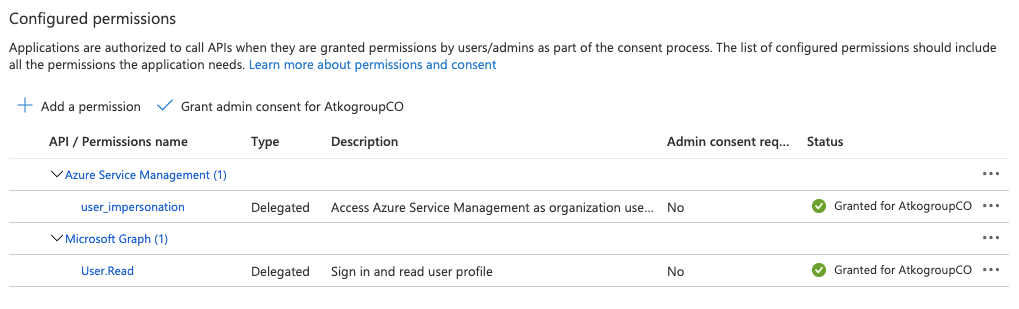 Configured permissions
Applications are authorized to call APIs when they are granted permissions by users/admins as part of the consent process. The list of configured permissions should include
all the permissions the application needs. Learn more about permissions and consent
Add a permission Grant admin consent for AtkogroupCO
API / Permissions name Type Description Admin consent req... Status
Azure Service Management (1)
user_impersonation Delegated Access Azure Service Management as organization use... No Granted for AtkogroupCO
Microsoft Graph (1)
User.Read Delegated Sign in and read user profile No Granted for AtkogroupCO